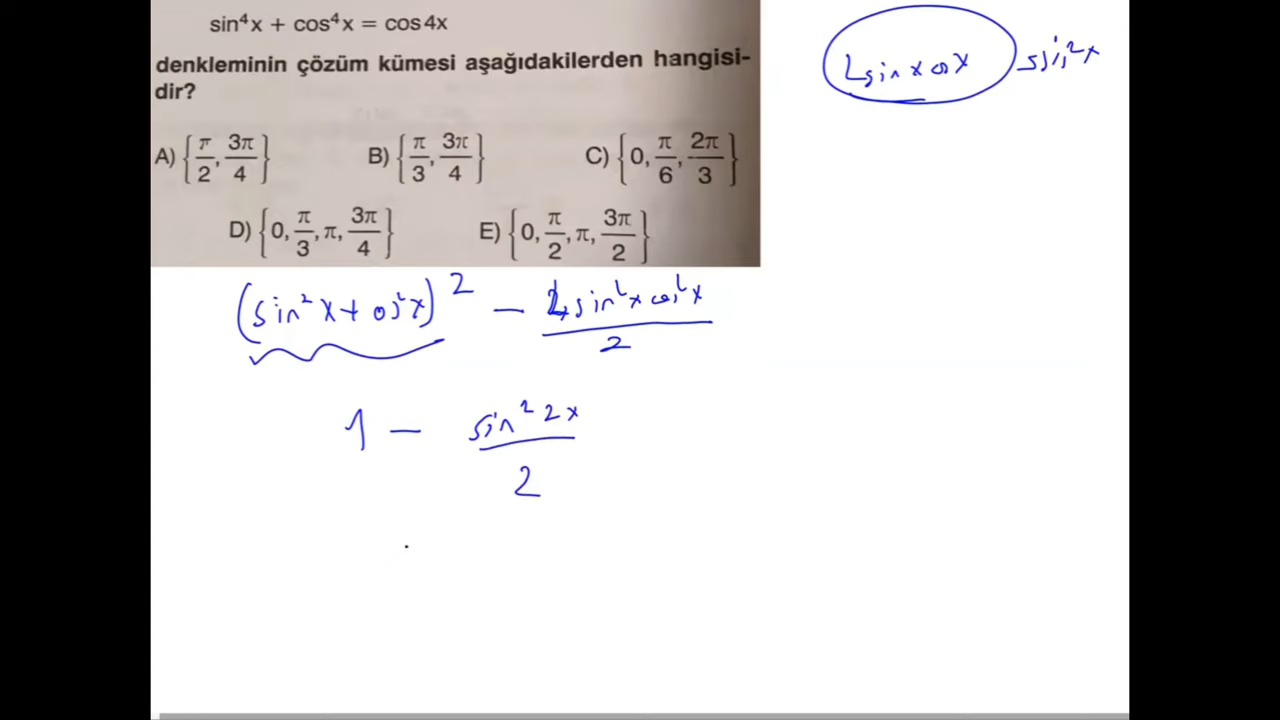 sin⁴x + cos⁴x = cos4x
denkleminin çözüm kümesi aşağıdakilerden hangisi-
dir?
A) {π/2, 3π/4} B) {π/3, 3π/4} C) {0, π/6, 2π/3}
D) {0, π/3, π, 3π/4} E) {0, π/2, π, 3π/2}
2sinxcosx sin2x
(sin²x+cos²x)² - 4sin²xcos²x/2
1 - sin²2x/2